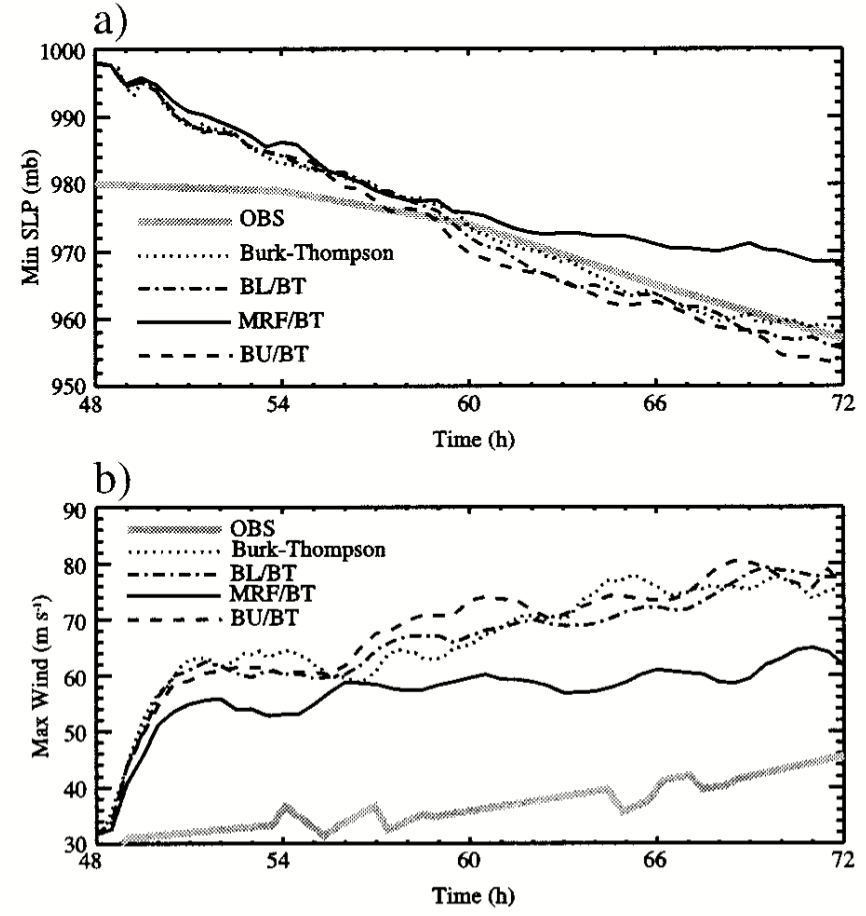 a)
1000
990
980
970
960
950
Min SLP (mb)
OBS
Burk-Thompson
BL/BT
MRF/BT
BU/BT
48 54 60 66 72
Time (h)
b)
90
80
70
60
50
40
30
Max Wind (m s-1)
OBS
Burk-Thompson
BL/BT
MRF/BT
BU/BT
48 54 60 66 72
Time (h)